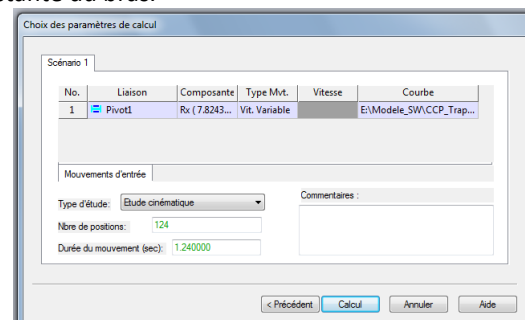 Choix des paramètres de calcul
Scénario 1
No. Liaison Composante Type Mvt. Vitesse Courbe
1 Pivot1 Rx ( 7.8243... Vit. Variable E:\Modele_SW\CCP_Trap...
Mouvements d'entrée
Type d'étude: Etude cinématique
Commentaires :
Nbre de positions: 124
Durée du mouvement (sec): 1.240000
< Précédent Calcul Annuler Aide